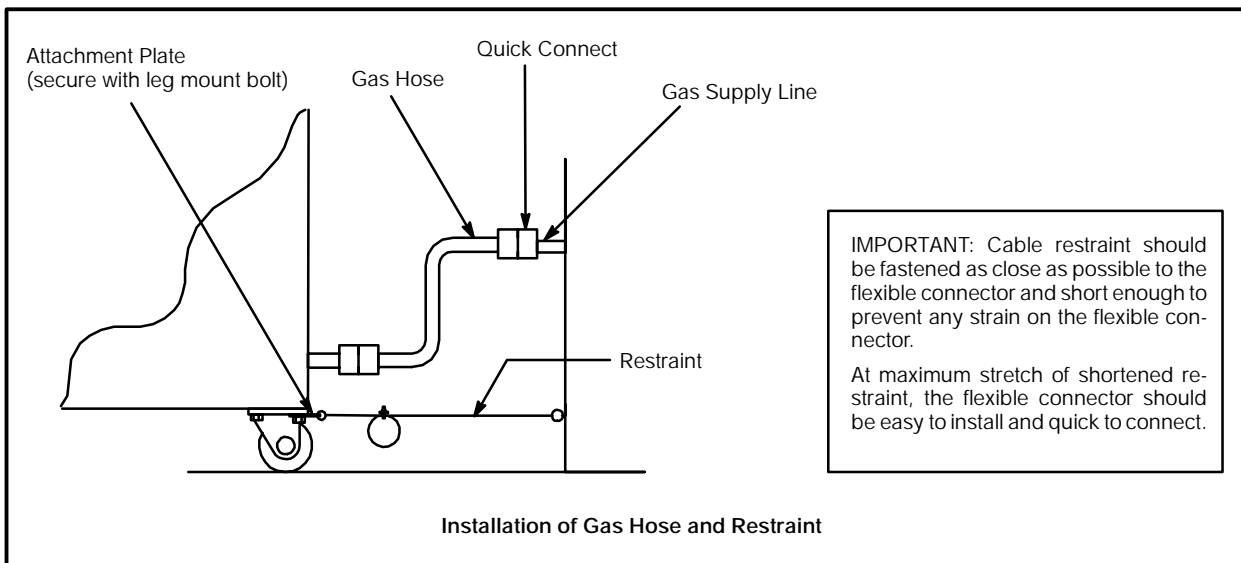 Attachment Plate
(secure with leg mount bolt)
Gas Hose
Quick Connect
Gas Supply Line
Restraint
IMPORTANT: Cable restraint should
be fastened as close as possible to the
flexible connector and short enough to
prevent any strain on the flexible con-
nector.
At maximum stretch of shortened re-
straint, the flexible connector should
be easy to install and quick to connect.
Installation of Gas Hose and Restraint